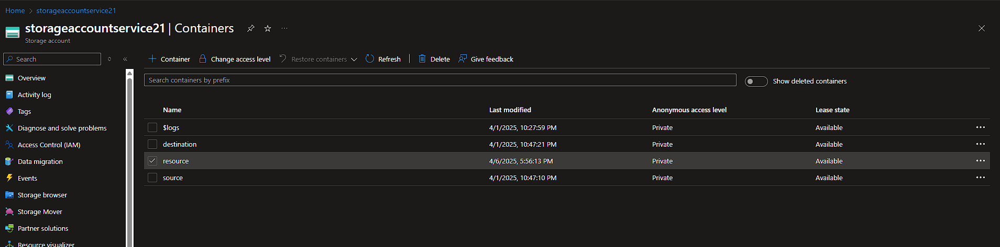 Home > storageaccountservice21
storageaccountservice21 | Containers
Storage account
Search
Overview
Activity log
Tags
Diagnose and solve problems
Access Control (IAM)
Data migration
Events
Storage browser
Storage Mover
Partner solutions
Resource visualizer
Container Change access level Restore containers Refresh Delete Give feedback
Search containers by prefix
Show deleted containers
Name Last modified Anonymous access level Lease state
$logs 4/1/2025, 10:27:59 PM Private Available
destination 4/1/2025, 10:47:21 PM Private Available
resource 4/6/2025, 5:56:13 PM Private Available
source 4/1/2025, 10:47:10 PM Private Available